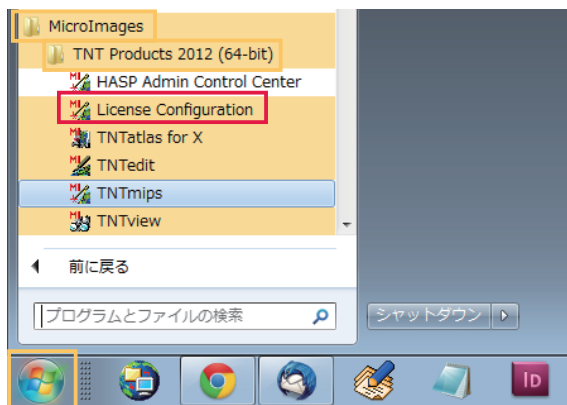 MicroImages
TNT Products 2012 (64-bit)
HASP Admin Control Center
License Configuration
TNTatlas for X
TNTedit
TNTmips
TNTview
前に戻る
プログラムとファイルの検索
シャットダウン
ID